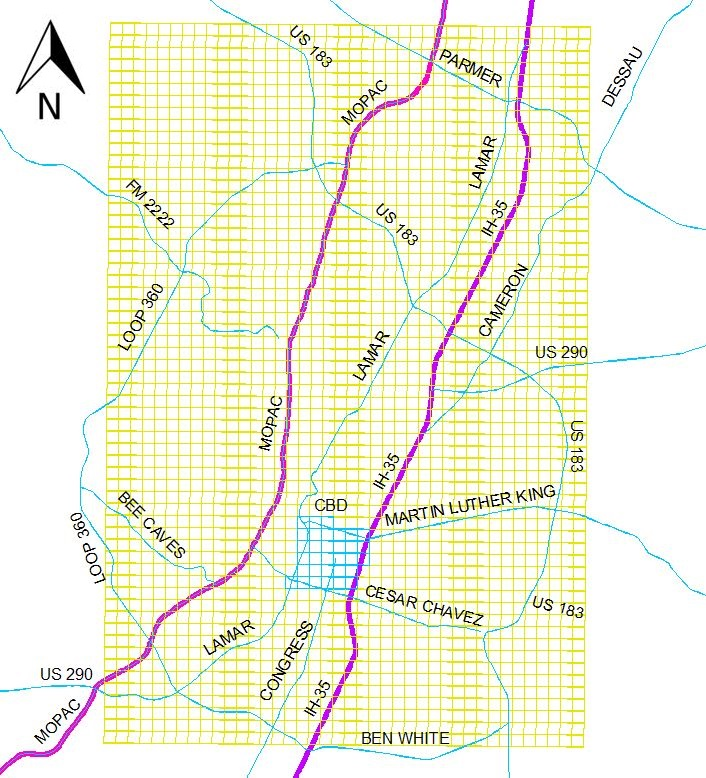 US 183
PARMER
DESSAU
MOPAC
N
LAMAR
FM 2222
US 183
IH-35
CAMERON
LOOP 360
LAMAR
US 290
MOPAC
US 183
IH-35
BEE CAVES
CBD
MARTIN LUTHER KING
LOOP 360
CESAR CHAVEZ
US 183
LAMAR
CONGRESS
US 290
IH-35
MOPAC
BEN WHITE